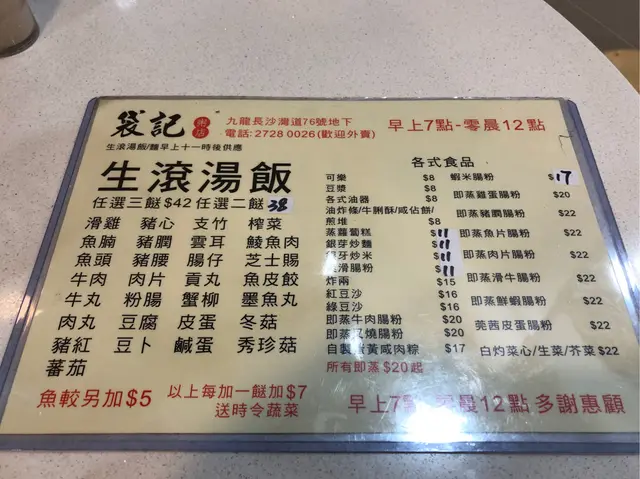 笅記 粥店
九龍長沙灣道76號地下
電話:2728 0026(歡迎外賣)
早上7點-零晨12點
生滾湯飯/麵早上十一時後供應
生滾湯飯
任選三餸$42 任選二餸38
滑雞 豬心 支竹 榨菜
魚腩 豬膶 雲耳 鯪魚肉
魚頭 豬腰 腸仔 芝士腸
牛肉 肉片 貢丸 魚皮餃
牛丸 粉腸 蟹柳 墨魚丸
肉丸 豆腐 皮蛋 冬菇
豬紅 豆卜 鹹蛋 秀珍菇
蕃茄
魚較另加$5
以上每加一餸加$7
送時令蔬菜
各式食品
可樂 $8
豆漿 $8
各式油器 $8
油炸條/牛脷酥/咸佔餅/
煎堆 $8
蒸蘿蔔糕 $11
銀芽炒麵 $11
牙炒米 $11
滑腸粉 $11
炸兩 $15
紅豆沙 $16
綠豆沙 $16
即蒸牛肉腸粉 $20
即蒸叉燒腸粉 $20
自製蛋黃咸肉粽 $17
所有即蒸$20起
蝦米腸粉 $17
即蒸雞蛋腸粉 $20
即蒸豬膶腸粉 $22
即蒸魚片腸粉 $22
即蒸肉片腸粉 $22
即蒸滑牛腸粉 $22
即蒸鮮蝦腸粉 $22
莞茜皮蛋腸粉 $22
白灼菜心/生菜/芥菜 $22
早上7 零晨12點 多謝惠顧